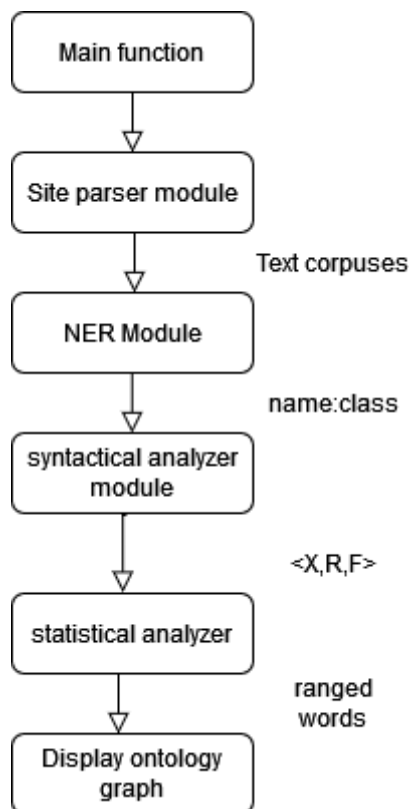 Main function
Site parser module
Text corpuses
NER Module
name:class
syntactical analyzer
module
<X,R,F>
statistical analyzer
ranged
words
Display ontology
graph